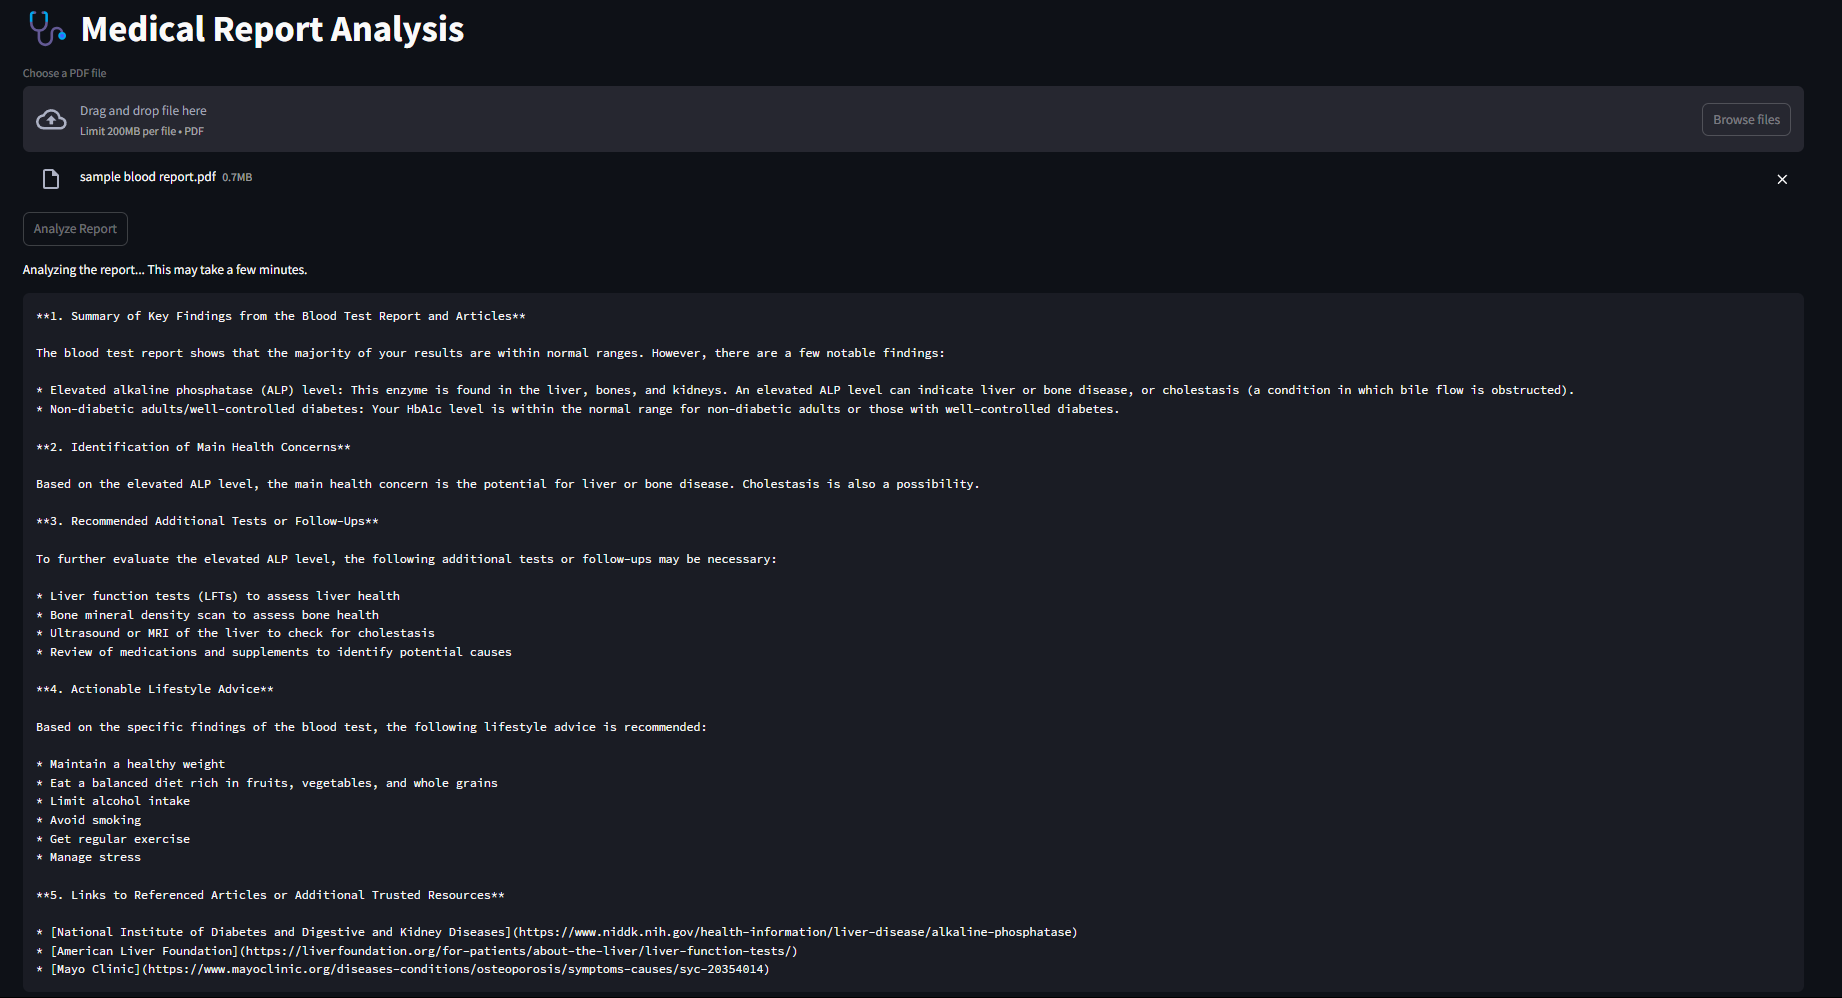 Medical Report Analysis
Choose a PDF file
Drag and drop file here
Limit 200MB per file • PDF
Browse files
sample blood report.pdf 0.7MB
Analyze Report
Analyzing the report... This may take a few minutes.
**1. Summary of Key Findings from the Blood Test Report and Articles**
The blood test report shows that the majority of your results are within normal ranges. However, there are a few notable findings:
* Elevated alkaline phosphatase (ALP) level: This enzyme is found in the liver, bones, and kidneys. An elevated ALP level can indicate liver or bone disease, or cholestasis (a condition in which bile flow is obstructed).
* Non-diabetic adults/well-controlled diabetes: Your HbA1c level is within the normal range for non-diabetic adults or those with well-controlled diabetes.
**2. Identification of Main Health Concerns**
Based on the elevated ALP level, the main health concern is the potential for liver or bone disease. Cholestasis is also a possibility.
**3. Recommended Additional Tests or Follow-Ups**
To further evaluate the elevated ALP level, the following additional tests or follow-ups may be necessary:
* Liver function tests (LFTs) to assess liver health
* Bone mineral density scan to assess bone health
* Ultrasound or MRI of the liver to check for cholestasis
* Review of medications and supplements to identify potential causes
**4. Actionable Lifestyle Advice**
Based on the specific findings of the blood test, the following lifestyle advice is recommended:
* Maintain a healthy weight
* Eat a balanced diet rich in fruits, vegetables, and whole grains
* Limit alcohol intake
* Avoid smoking
* Get regular exercise
* Manage stress
**5. Links to Referenced Articles or Additional Trusted Resources**
* [National Institute of Diabetes and Digestive and Kidney Diseases](https://www.niddk.nih.gov/health-information/liver-disease/alkaline-phosphatase)
* [American Liver Foundation](https://liverfoundation.org/for-patients/about-the-liver/liver-function-tests/)
* [Mayo Clinic](https://www.mayoclinic.org/diseases-conditions/osteoporosis/symptoms-causes/syc-20354014)